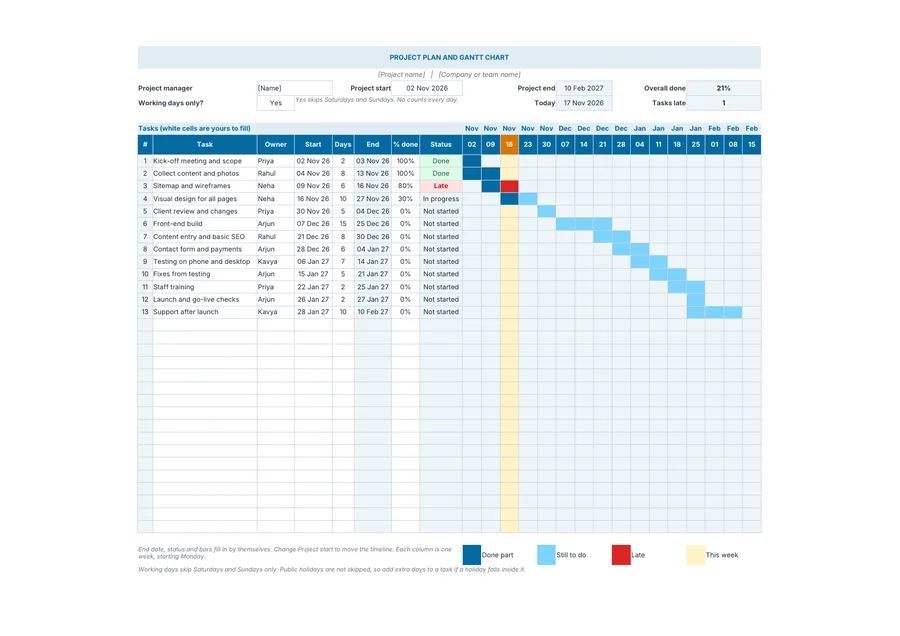 PROJECT PLAN AND GANTT CHART
[Project name] | [Company or team name]
Project manager [Name] Project start 02 Nov 2026 Project end 10 Feb 2027 Overall done 21%
Working days only? Yes Yes skips Saturdays and Sundays. No counts every day. Today 17 Nov 2026 Tasks late 1
Tasks (white cells are yours to fill) Nov Nov Nov Nov Nov Dec Dec Dec Dec Jan Jan Jan Jan Feb Feb Feb
# Task Owner Start Days End % done Status 02 09 16 23 30 07 14 21 28 04 11 18 25 01 08 15
1 Kick-off meeting and scope Priya 02 Nov 26 2 03 Nov 26 100% Done
2 Collect content and photos Rahul 04 Nov 26 8 13 Nov 26 100% Done
3 Sitemap and wireframes Neha 09 Nov 26 6 16 Nov 26 80% Late
4 Visual design for all pages Neha 16 Nov 26 10 27 Nov 26 30% In progress
5 Client review and changes Priya 30 Nov 26 5 04 Dec 26 0% Not started
6 Front-end build Arjun 07 Dec 26 15 25 Dec 26 0% Not started
7 Content entry and basic SEO Rahul 21 Dec 26 8 30 Dec 26 0% Not started
8 Contact form and payments Arjun 28 Dec 26 6 04 Jan 27 0% Not started
9 Testing on phone and desktop Kavya 06 Jan 27 7 14 Jan 27 0% Not started
10 Fixes from testing Arjun 15 Jan 27 5 21 Jan 27 0% Not started
11 Staff training Priya 22 Jan 27 2 25 Jan 27 0% Not started
12 Launch and go-live checks Arjun 26 Jan 27 2 27 Jan 27 0% Not started
13 Support after launch Kavya 28 Jan 27 10 10 Feb 27 0% Not started
End date, status and bars fill in by themselves. Change Project start to move the timeline. Each column is one
week, starting Monday.
Done part Still to do Late This week
Working days skip Saturdays and Sundays only. Public holidays are not skipped, so add extra days to a task if a holiday falls inside it.